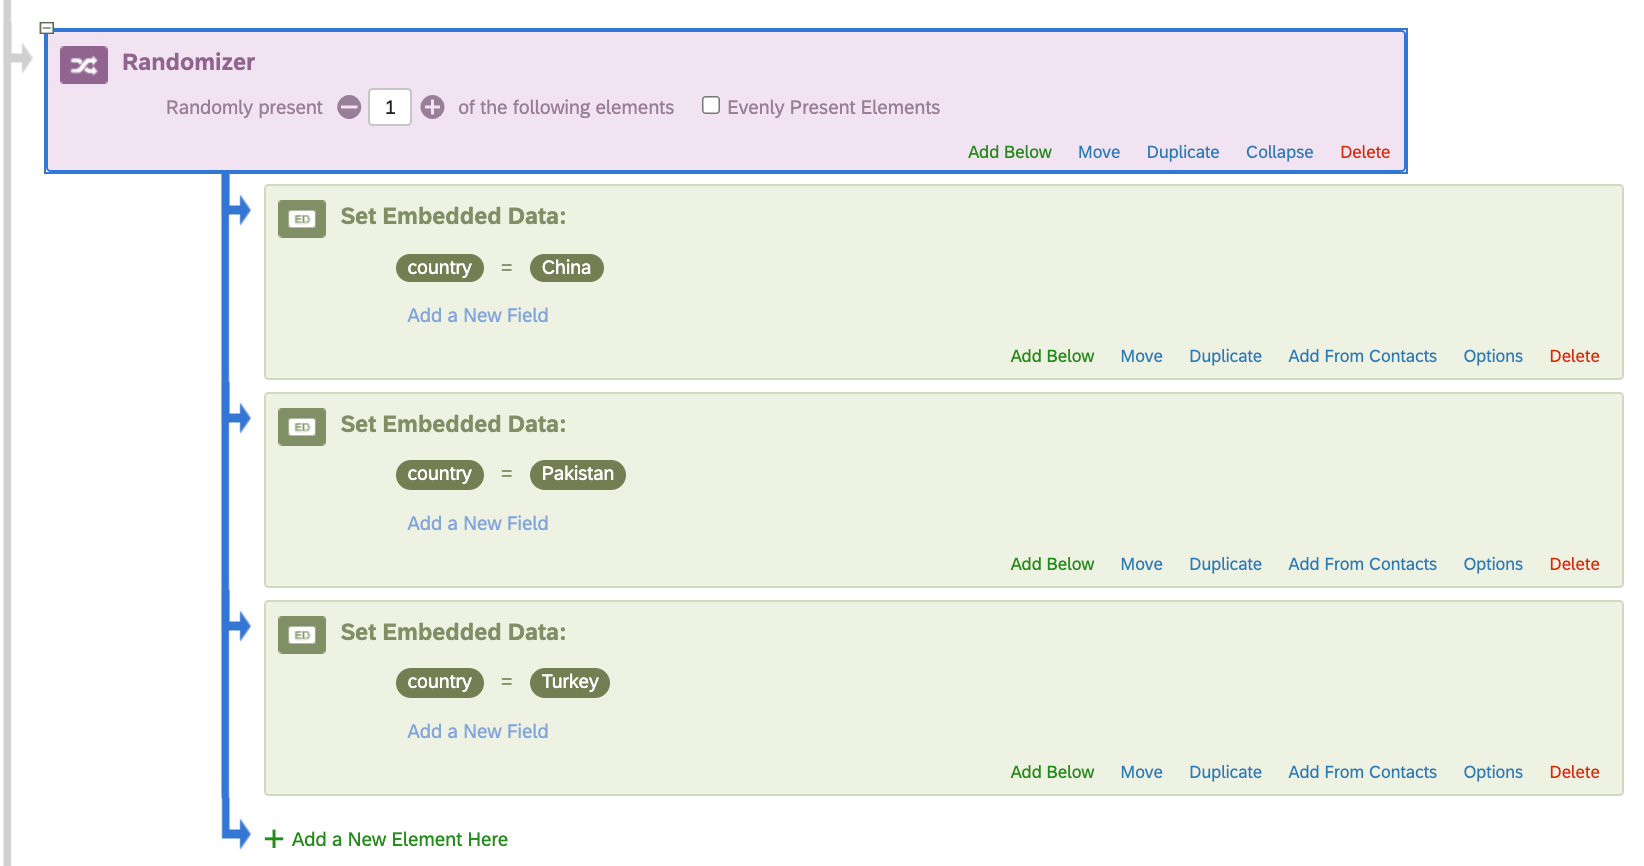 Randomizer
Randomly present 1 of the following elements Evenly Present Elements
Add Below Move Duplicate Collapse Delete
ED Set Embedded Data:
country = China
Add a New Field
Add Below Move Duplicate Add From Contacts Options Delete
ED Set Embedded Data:
country = Pakistan
Add a New Field
Add Below Move Duplicate Add From Contacts Options Delete
ED Set Embedded Data:
country = Turkey
Add a New Field
Add Below Move Duplicate Add From Contacts Options Delete
+ Add a New Element Here